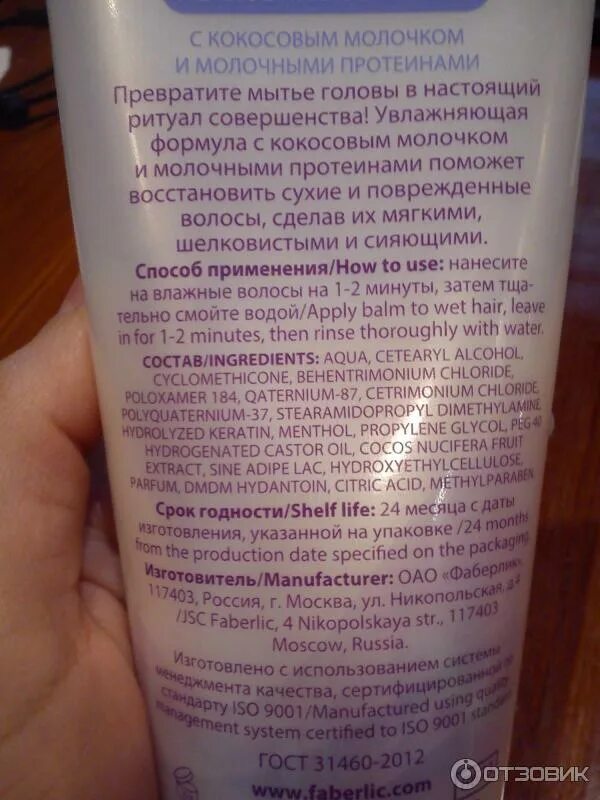 С КОКОСОВЫМ МОЛОЧКОМ
И МОЛОЧНЫМИ ПРОТЕИНАМИ
Превратите мытье головы в настоящий
ритуал совершенства! Увлажняющая
формула с кокосовым молочком
и молочными протеинами поможет
восстановить сухие и поврежденные
волосы, сделав их мягкими,
шелковистыми и сияющими.
Способ применения/How to use: нанесите
на влажные волосы на 1-2 минуты, затем тща-
тельно смойте водой/Apply balm to wet hair, leave
in for 1-2 minutes, then rinse thoroughly with water.
СОСТАВ/INGREDIENTS: AQUA, CETEARYL ALCOHOL,
CYCLOMETHICONE, BEHENTRIMONIUM CHLORIDE,
POLOXAMER 184, QATERNIUM-87, CETRIMONIUM CHLORIDE,
POLYQUATERNIUM-37, STEARAMIDOPROPYL DIMETHYLAMINE,
HYDROLYZED KERATIN, MENTHOL, PROPYLENE GLYCOL, PEG 40
HYDROGENATED CASTOR OIL, COCOS NUCIFERA FRUIT
EXTRACT, SINE ADIPE LAC, HYDROXYETHYLCELLULOSE,
PARFUM, DMDM HYDANTOIN, CITRIC ACID, METHYLPARABEN.
Срок годности/Shelf life: 24 месяца с даты
изготовления, указанной на упаковке /24 months
from the production date specified on the packaging.
Изготовитель/Manufacturer: ОАО «Фаберлик»
117403, Россия, г. Москва, ул. Никопольская, д.4
/JSC Faberlic, 4 Nikopolskaya str., 117403
Moscow, Russia.
Изготовлено с использованием системы
менеджмента качества, сертифицированной по
стандарту ISO 9001/Manufactured using quality
management system certified to ISO 9001 standard
ГОСТ 31460-2012
www.faberlic.com
ОТЗОВИК